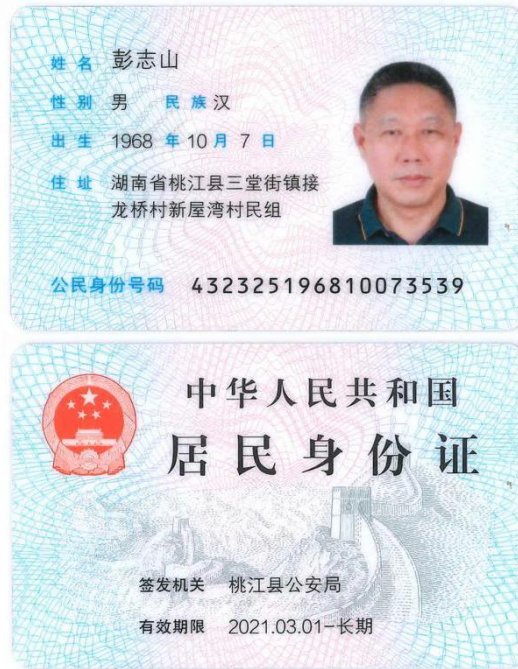 姓名 彭志山
性别 男 民族 汉
出生 1968 年 10 月 7 日
住址 湖南省桃江县三堂街镇接
龙桥村新屋湾村民组
公民身份号码 432325196810073539
中华人民共和国
居民身份证
签发机关 桃江县公安局
有效期限 2021.03.01-长期